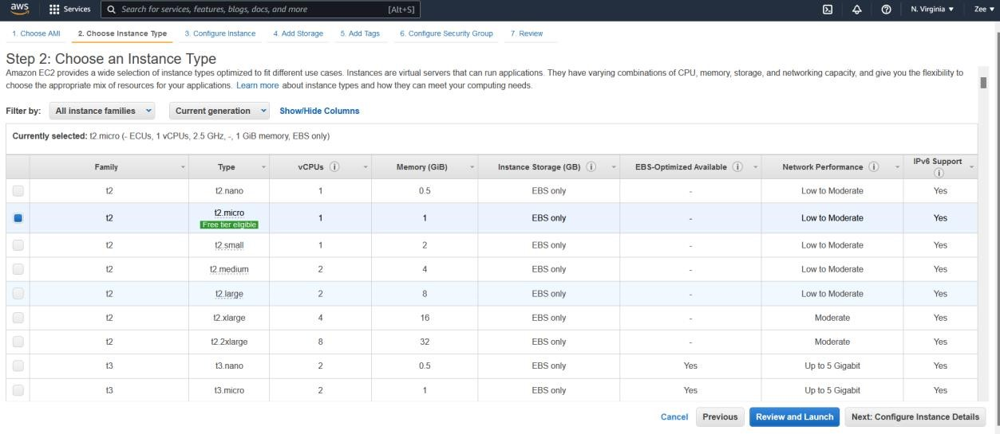 aws Services Search for services, features, blogs, docs, and more [Alt+S] N. Virginia Zee
1. Choose AMI 2. Choose Instance Type 3. Configure Instance 4. Add Storage 5. Add Tags 6. Configure Security Group 7. Review
Step 2: Choose an Instance Type
Amazon EC2 provides a wide selection of instance types optimized to fit different use cases. Instances are virtual servers that can run applications. They have varying combinations of CPU, memory, storage, and networking capacity, and give you the flexibility to
choose the appropriate mix of resources for your applications. Learn more about instance types and how they can meet your computing needs.
Filter by: All instance families Current generation Show/Hide Columns
Currently selected: t2.micro (- ECUs, 1 vCPUs, 2.5 GHz, -, 1 GiB memory, EBS only)
Family Type vCPUs i Memory (GiB) Instance Storage (GB) i EBS-Optimized Available i Network Performance i IPv6 Support i
t2 t2.nano 1 0.5 EBS only - Low to Moderate Yes
t2 t2.micro 1 1 EBS only - Low to Moderate Yes
Free tier eligible
t2 t2.small 1 2 EBS only - Low to Moderate Yes
t2 t2.medium 2 4 EBS only - Low to Moderate Yes
t2 t2.large 2 8 EBS only - Low to Moderate Yes
t2 t2.xlarge 4 16 EBS only - Moderate Yes
t2 t2.2xlarge 8 32 EBS only - Moderate Yes
t3 t3.nano 2 0.5 EBS only Yes Up to 5 Gigabit Yes
t3 t3.micro 2 1 EBS only Yes Up to 5 Gigabit Yes
Cancel Previous Review and Launch Next: Configure Instance Details